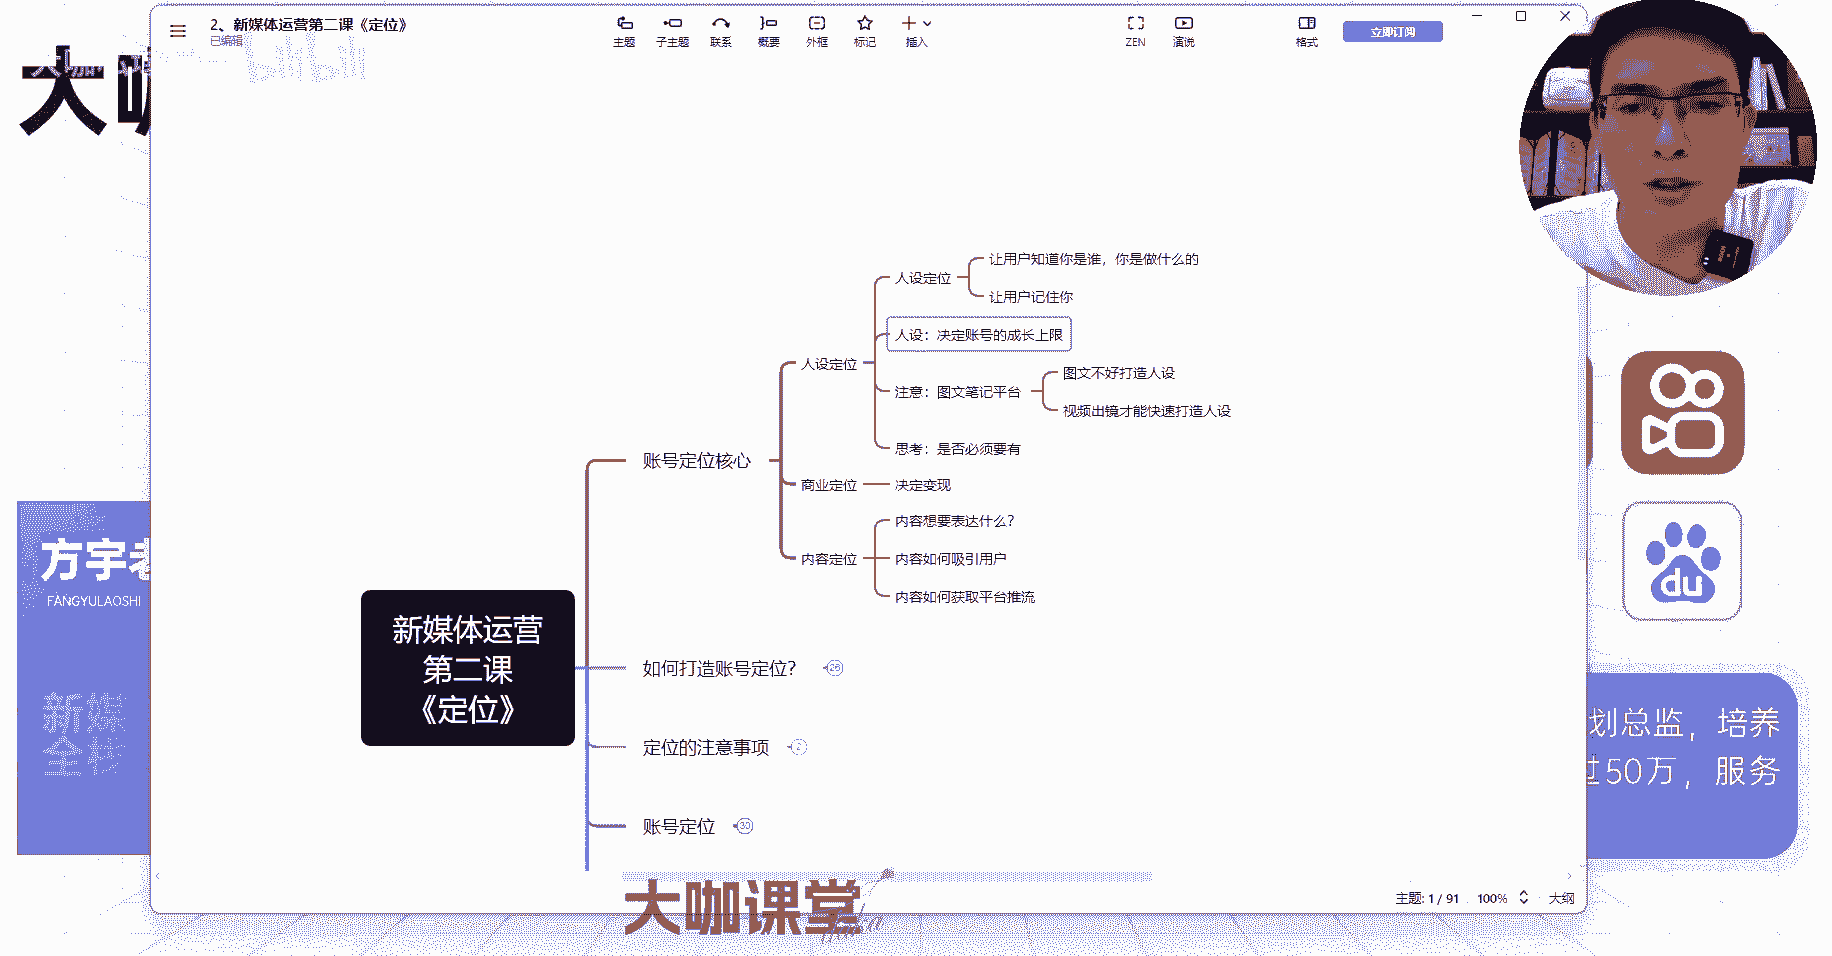 2、新媒体运营第二课《定位》
已编辑
主题
子主题
联系
概要
外框
标记
插入
ZEN
演说
格式
立即订阅
bilibili
大咖
让用户知道你是谁，你是做什么的
人设定位
让用户记住你
人设：决定账号的成长上限
人设定位
图文不好打造人设
注意：图文笔记平台
视频出镜才能快速打造人设
思考：是否必须要有
账号定位核心
商业定位
决定变现
内容想要表达什么？
内容定位
内容如何吸引用户
内容如何获取平台推流
新媒体运营
第二课
《定位》
如何打造账号定位？
26
定位的注意事项
2
账号定位
30
方宇老
FANGYULAOSHI
新媒
全栈
du
划总监，培养
过50万，服务
大咖课堂
主题: 1 / 91
100%
大纲